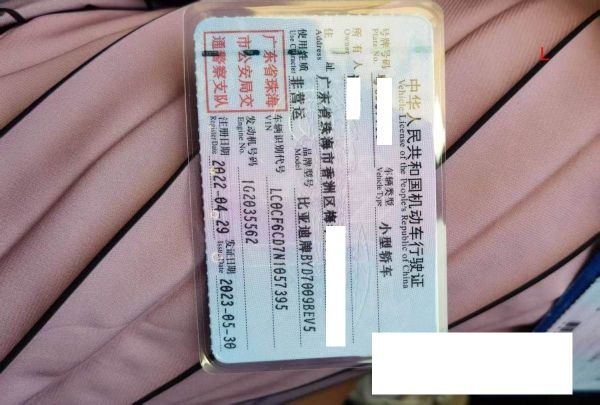 中华人民共和国机动车行驶证
Vehicle License of the People's Republic of China
号牌号码
Plate No.
车辆类型
Vehicle Type
小型轿车
所有人
Owner
住址
Address
广东省珠海市香洲区梅
使用性质
Use Character
非营运
品牌型号
Model
比亚迪牌BYD7009BEV5
广东省珠海
市公安局交
通警察支队
车辆识别代号
VIN
LC0CF6CD7N1057395
发动机号码
Engine No.
1G2035562
注册日期
Register Date
2022-04-29
发证日期
Issue Date
2023-05-30